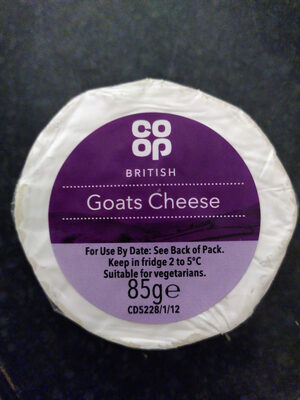 CO
OP
BRITISH
Goats Cheese
For Use By Date: See Back of Pack.
Keep in fridge 2 to 5°C
Suitable for vegetarians.
85g℮
CD5228/1/12